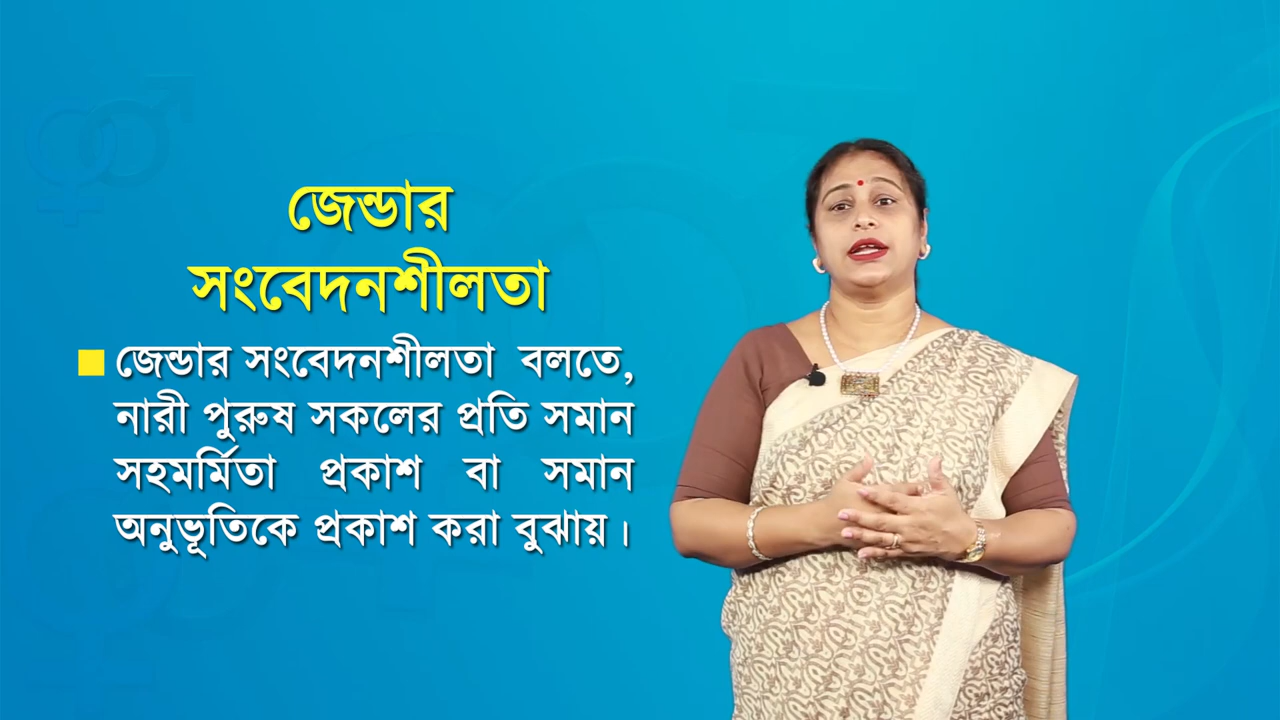 জেন্ডার
সংবেদনশীলতা
জেন্ডার সংবেদনশীলতা বলতে,
নারী পুরুষ সকলের প্রতি সমান
সহমর্মিতা প্রকাশ বা সমান
অনুভূতিকে প্রকাশ করা বুঝায়।